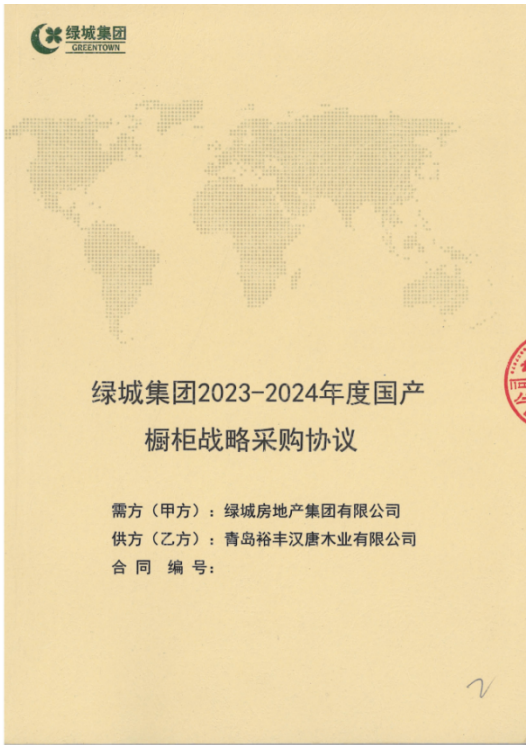 绿城集团
GREENTOWN
绿城集团2023-2024年度国产
橱柜战略采购协议
需方（甲方）：绿城房地产集团有限公司
供方（乙方）：青岛裕丰汉唐木业有限公司
合 同 编 号：